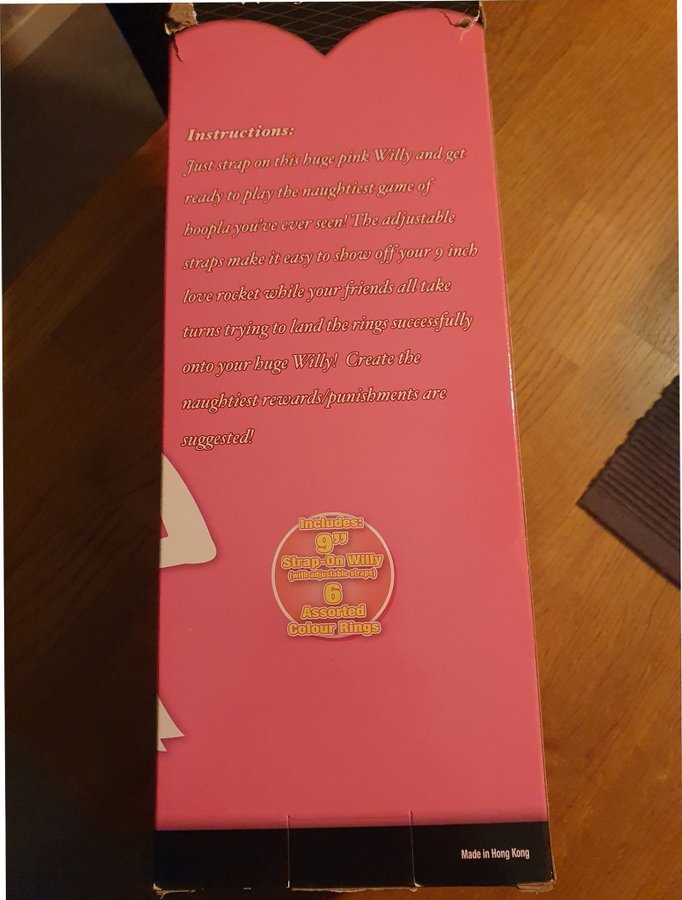 Instructions:
Just strap on this huge pink Willy and get
ready to play the naughtiest game of
hoopla you've ever seen! The adjustable
straps make it easy to show off your 9 inch
love rocket while your friends all take
turns trying to land the rings successfully
onto your huge Willy! Create the
naughtiest rewards/punishments are
suggested!
Includes:
9"
Strap-On Willy
(with adjustable straps)
6
Assorted
Colour Rings
Made in Hong Kong